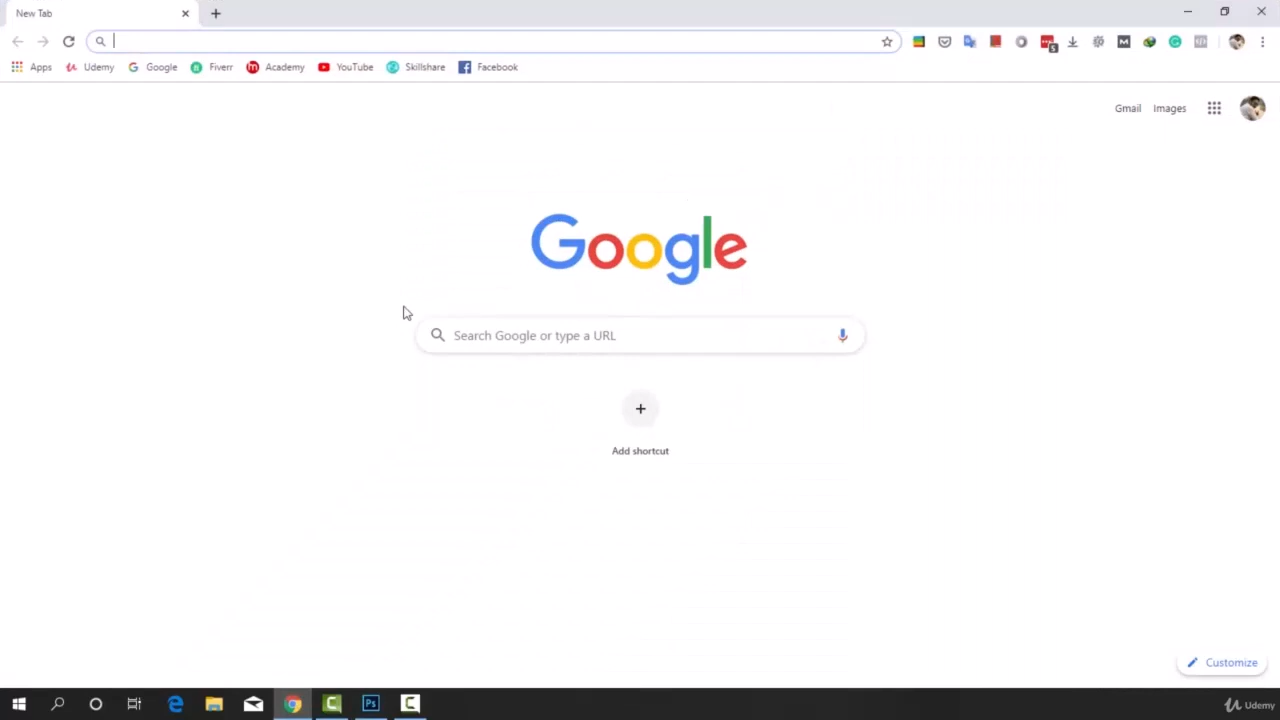 New Tab
Apps Udemy Google Fiverr Academy YouTube Skillshare Facebook
Gmail Images
Google
Search Google or type a URL
Add shortcut
Customize
Udemy